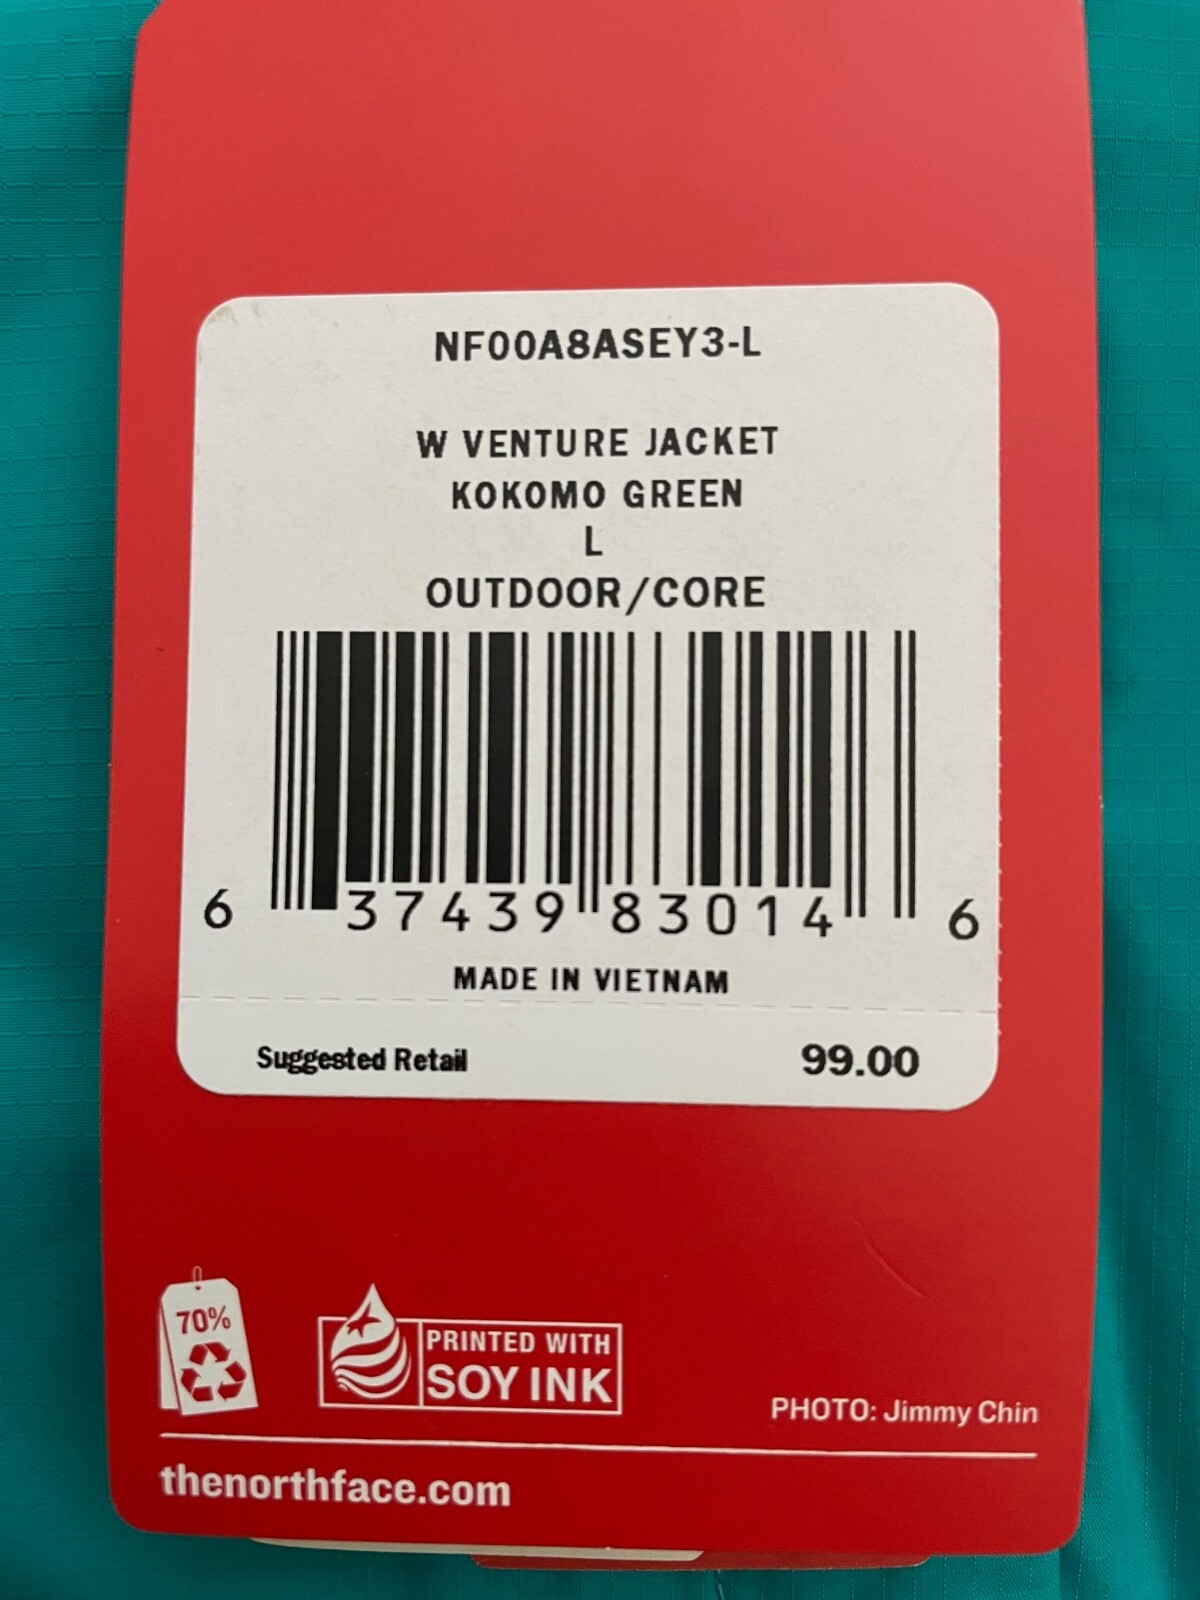 NF00A8ASEY3-L
W VENTURE JACKET
KOKOMO GREEN
L
OUTDOOR/CORE
6 37439 83014 6
MADE IN VIETNAM
Suggested Retail 99.00
70%
PRINTED WITH
SOY INK
PHOTO: Jimmy Chin
thenorthface.com